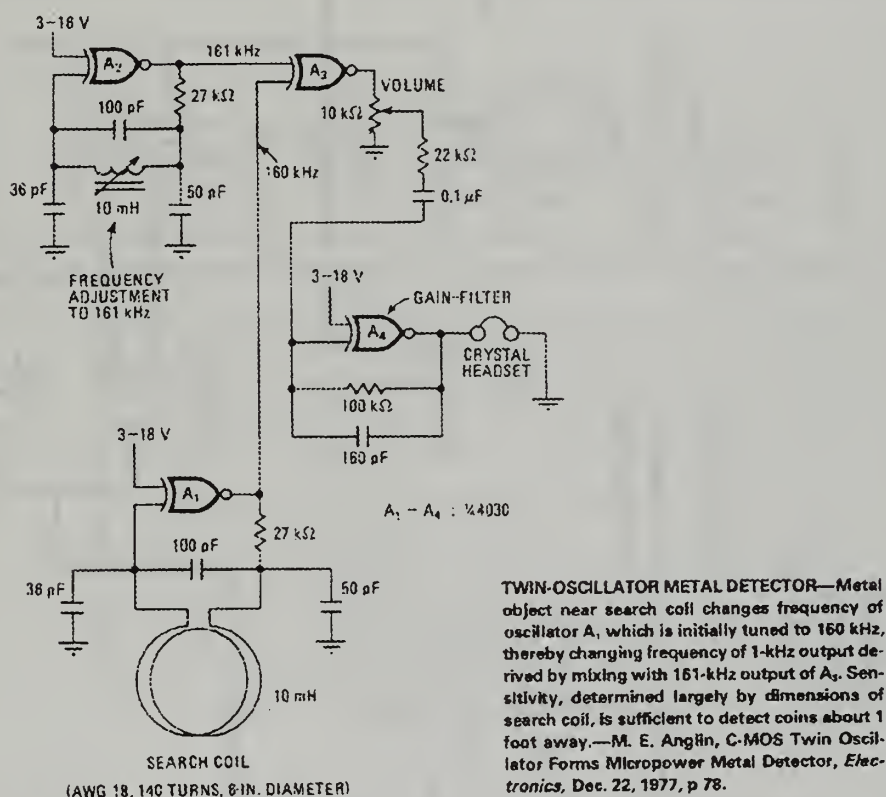 3–18 V
A₂
161 kHz
A₃
VOLUME
27 kΩ
10 kΩ
100 pF
22 kΩ
160 kHz
36 pF
50 pF
10 mH
0.1 µF
FREQUENCY
ADJUSTMENT
TO 161 kHz
3–18 V
GAIN–FILTER
A₄
CRYSTAL
HEADSET
100 kΩ
160 pF
3–18 V
A₁
A₁ – A₄ : ¼4030
27 kΩ
100 pF
36 pF
50 pF
10 mH
SEARCH COIL
(AWG 18, 140 TURNS, 6-IN. DIAMETER)
TWIN-OSCILLATOR METAL DETECTOR—Metal
object near search coil changes frequency of
oscillator A₁ which is initially tuned to 160 kHz,
thereby changing frequency of 1-kHz output de-
rived by mixing with 161-kHz output of A₂. Sen-
sitivity, determined largely by dimensions of
search coil, is sufficient to detect coins about 1
foot away.—M. E. Anglin, C-MOS Twin Oscil-
lator Forms Micropower Metal Detector, Elec-
tronics, Dec. 22, 1977, p 78.